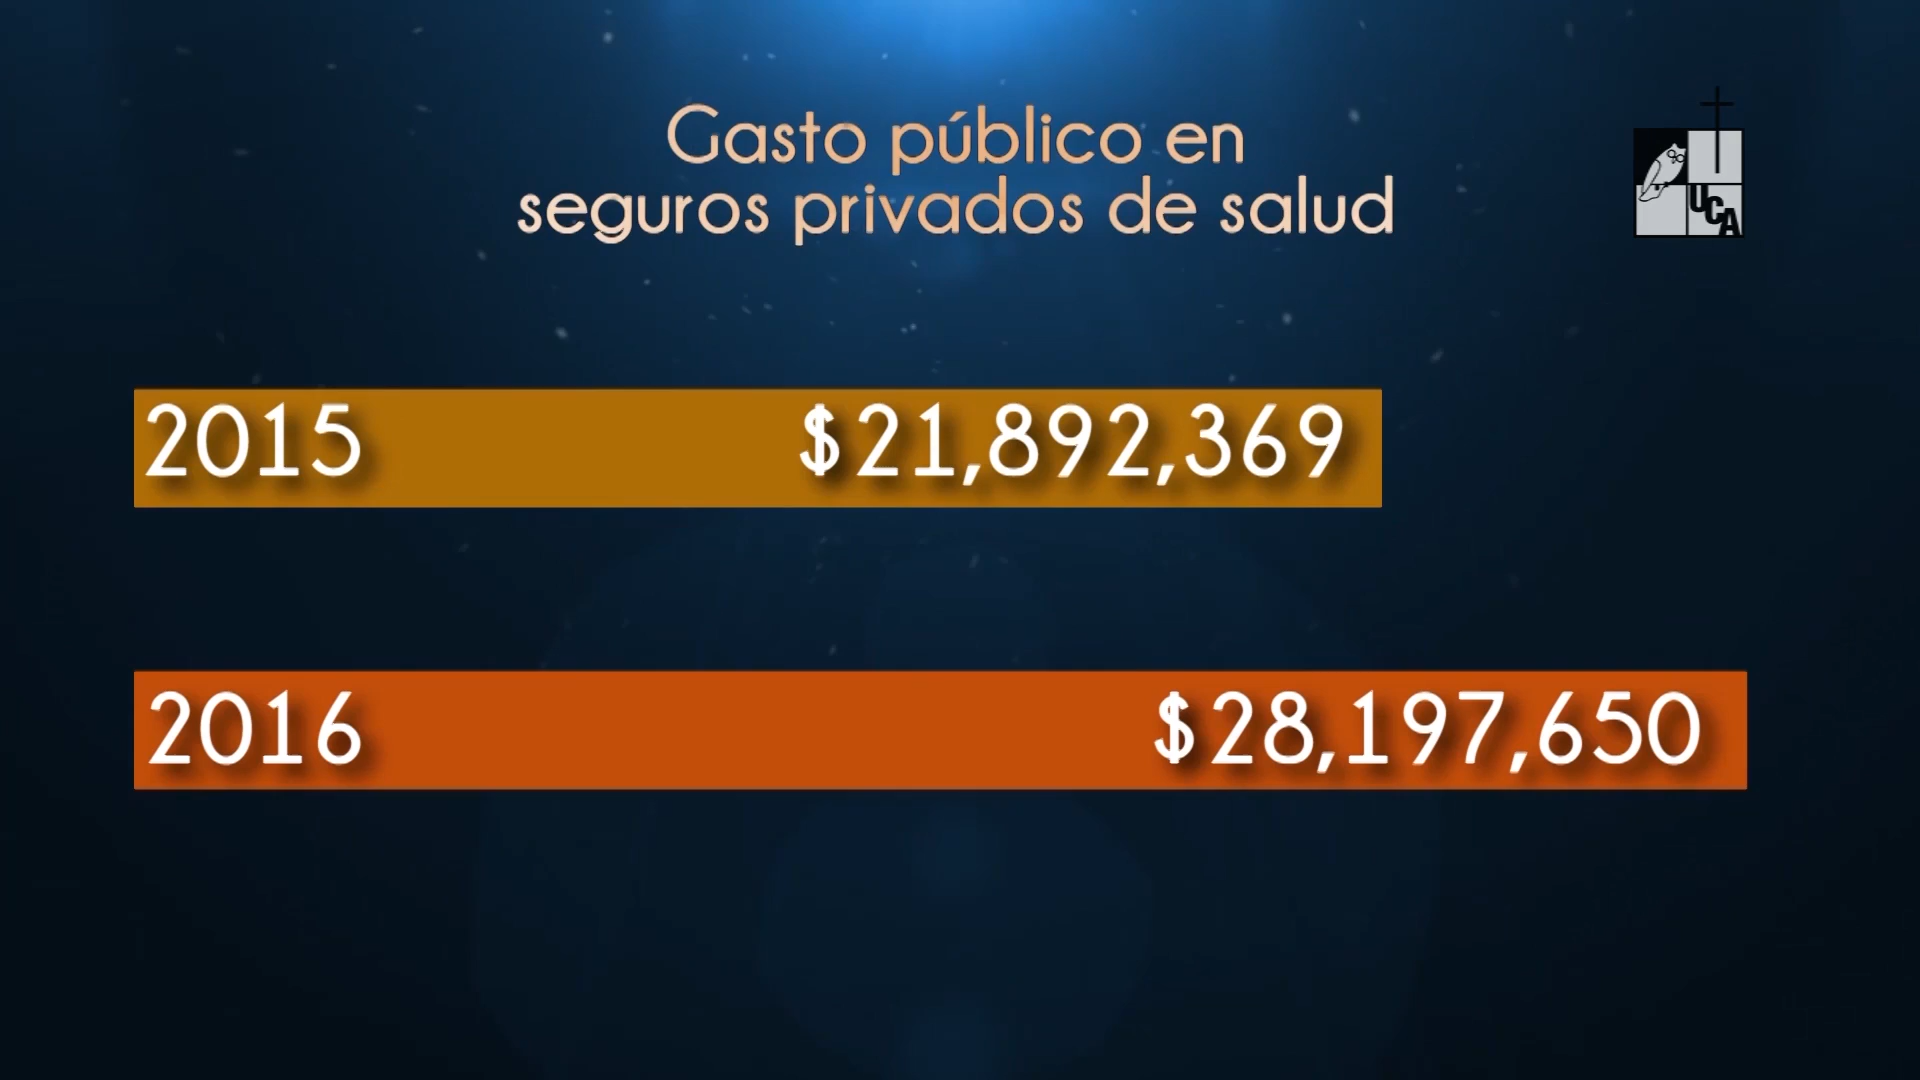 Gasto público en
seguros privados de salud
UCA
2015 $21,892,369
2016 $28,197,650